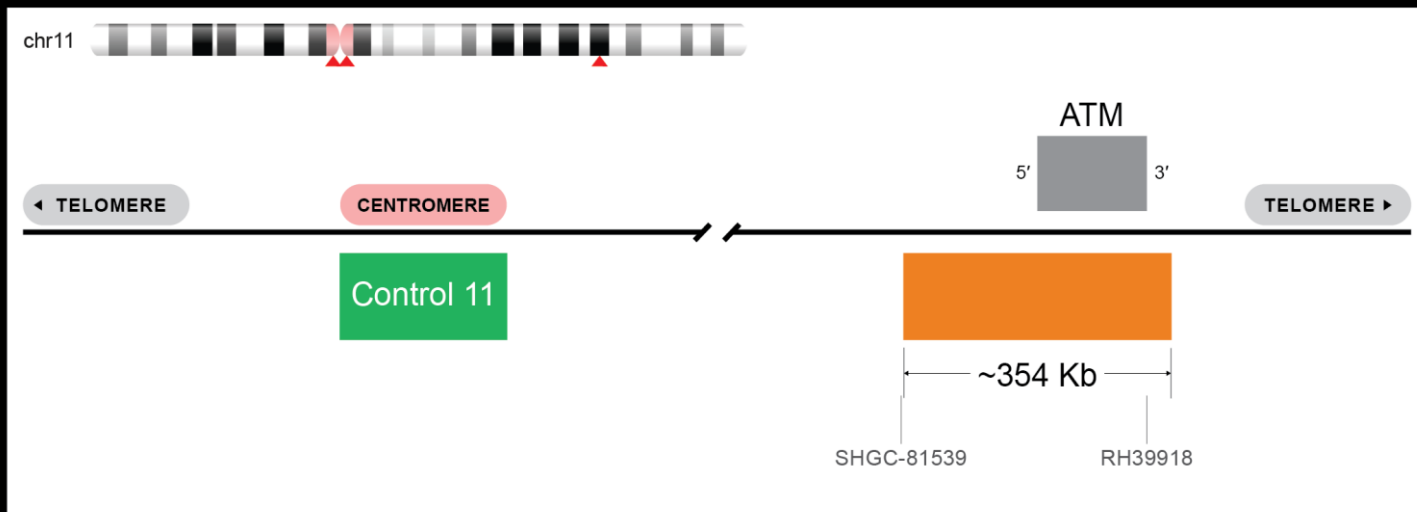 chr11
ATM
5′ 3′
◄ TELOMERE CENTROMERE TELOMERE ►
Control 11
~354 Kb
SHGC-81539 RH39918